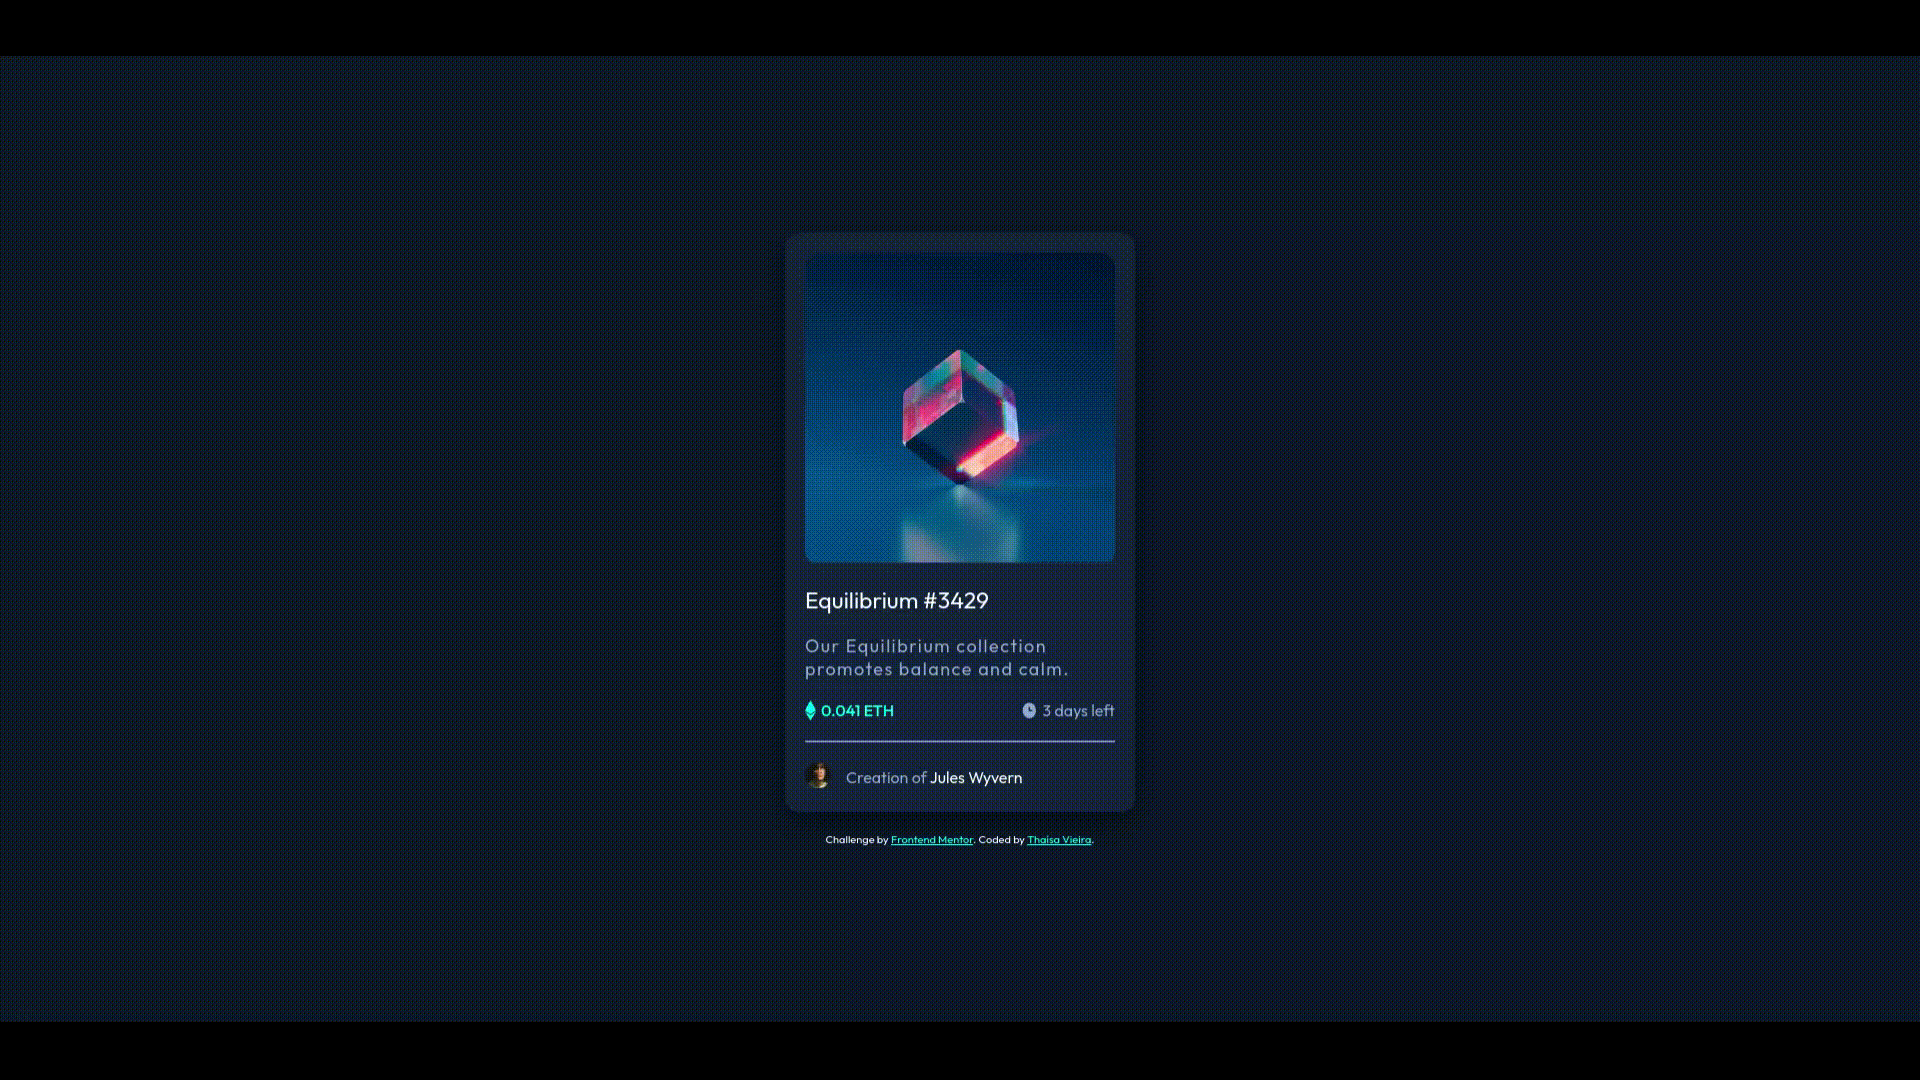 Equilibrium #3429
Our Equilibrium collection
promotes balance and calm.
0.041 ETH
3 days left
Creation of Jules Wyvern
Challenge by Frontend Mentor. Coded by Thaísa Vieira.